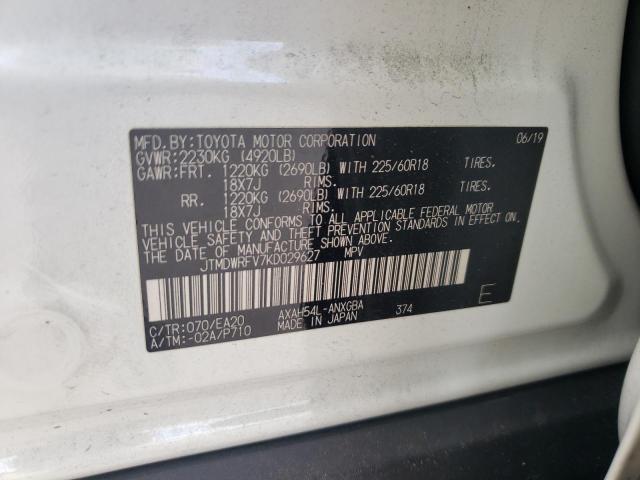 MFD.BY:TOYOTA MOTOR CORPORATION 06/19
GVWR:2230KG (4920LB)
GAWR:FRT. 1220KG (2690LB) WITH 225/60R18 TIRES.
18X7J RIMS.
RR. 1220KG (2690LB) WITH 225/60R18 TIRES.
18X7J RIMS.
THIS VEHICLE CONFORMS TO ALL APPLICABLE FEDERAL MOTOR
VEHICLE SAFETY AND THEFT PREVENTION STANDARDS IN EFFECT ON
THE DATE OF MANUFACTURE SHOWN ABOVE.
JTMDWRFV7KD029627 MPV
E
C/TR:070/EA20 AXAH54L-ANXGBA 374
A/TM:-02A/P710 MADE IN JAPAN